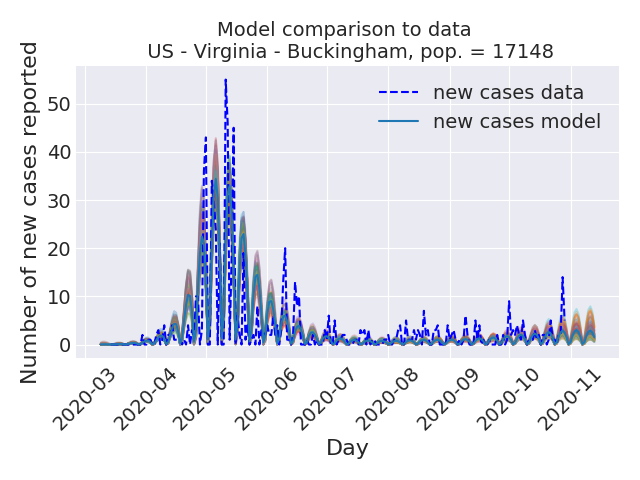 Model comparison to data
US - Virginia - Buckingham, pop. = 17148
Number of new cases reported
50
40
30
20
10
0
new cases data
new cases model
2020-03
2020-04
2020-05
2020-06
2020-07
2020-08
2020-09
2020-10
2020-11
Day